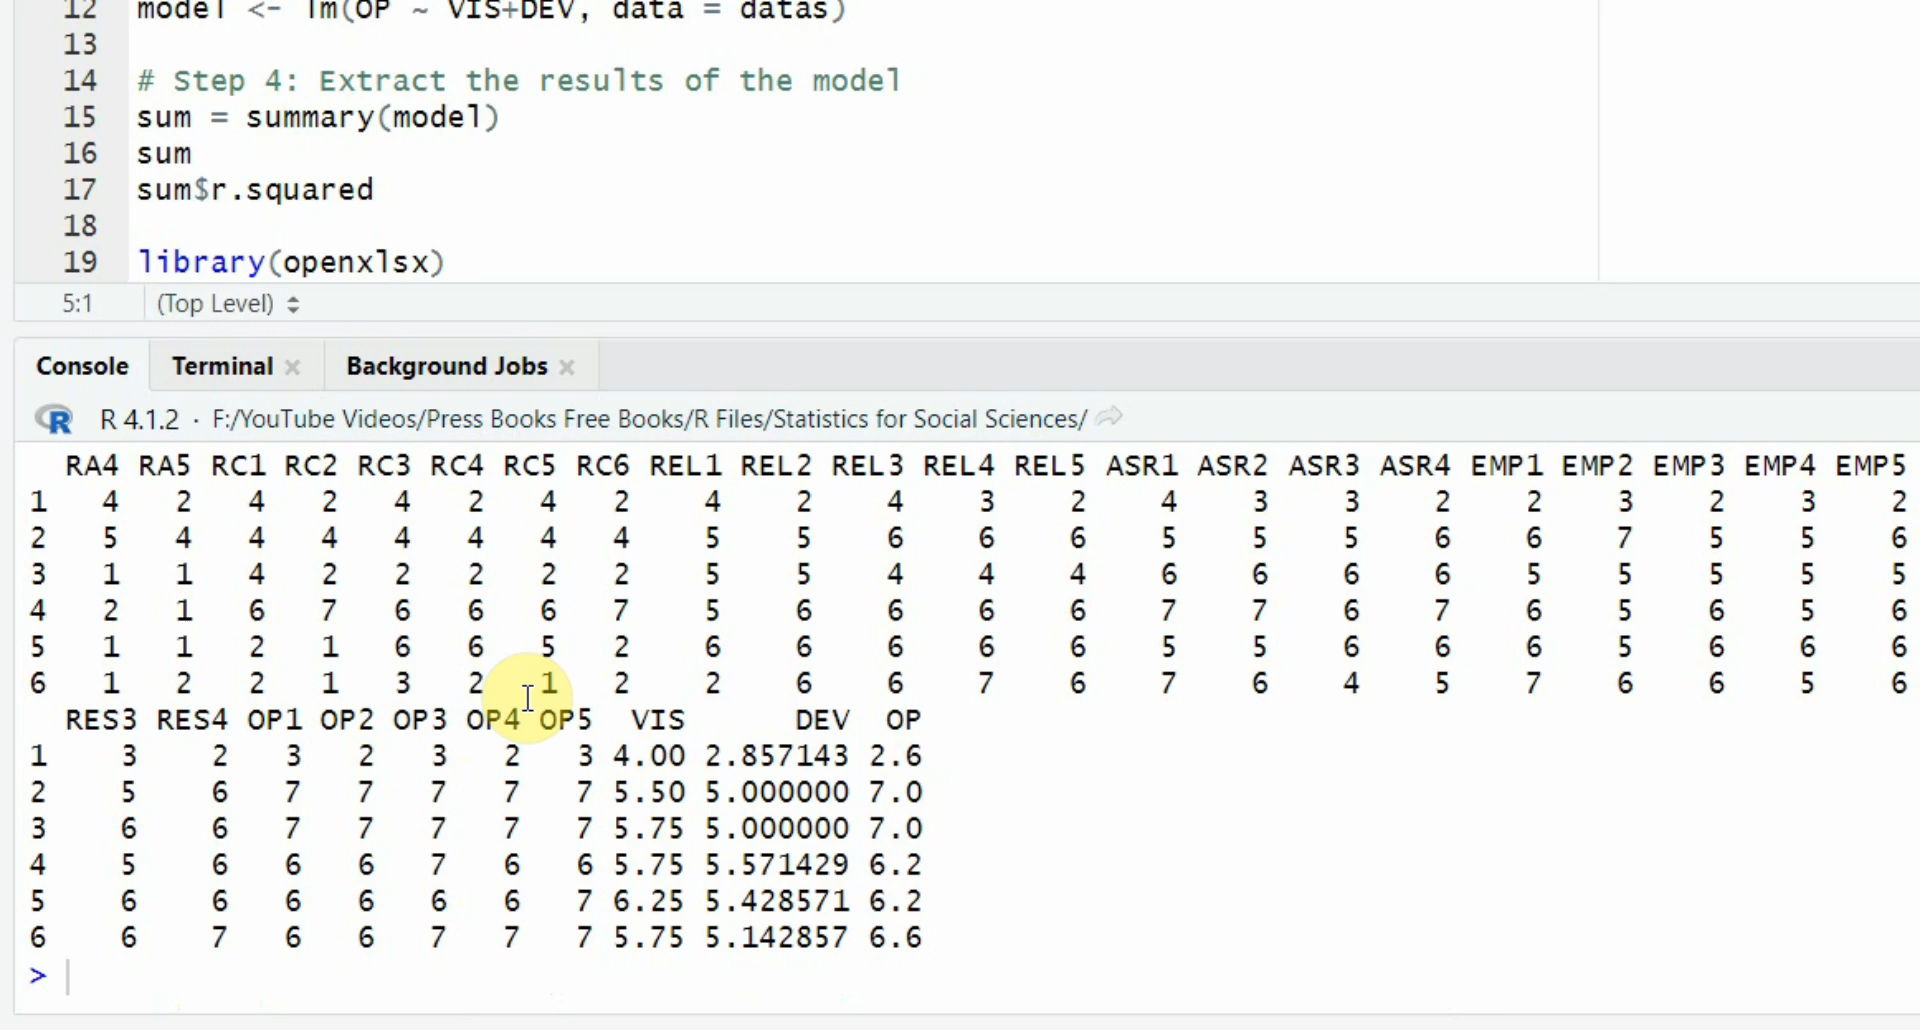 12 model <- lm(OP ~ VIS+DEV, data = datas)
13
14 # Step 4: Extract the results of the model
15 sum = summary(model)
16 sum
17 sum$r.squared
18
19 library(openxlsx)
5:1 (Top Level)
Console Terminal Background Jobs
R R 4.1.2 · F:/YouTube Videos/Press Books Free Books/R Files/Statistics for Social Sciences/
RA4 RA5 RC1 RC2 RC3 RC4 RC5 RC6 REL1 REL2 REL3 REL4 REL5 ASR1 ASR2 ASR3 ASR4 EMP1 EMP2 EMP3 EMP4 EMP5
1 4 2 4 2 4 2 4 2 4 2 4 3 2 4 3 3 2 2 3 2 3 2
2 5 4 4 4 4 4 4 4 5 5 6 6 6 5 5 5 6 6 7 5 5 6
3 1 1 4 2 2 2 2 2 5 5 4 4 4 6 6 6 6 5 5 5 5 5
4 2 1 6 7 6 6 6 7 5 6 6 6 6 7 7 6 7 6 5 6 5 6
5 1 1 2 1 6 6 5 2 6 6 6 6 6 5 5 6 6 6 5 6 6 6
6 1 2 2 1 3 2 1 2 2 6 6 7 6 7 6 4 5 7 6 6 5 6
RES3 RES4 OP1 OP2 OP3 OP4 OP5 VIS DEV OP
1 3 2 3 2 3 2 3 4.00 2.857143 2.6
2 5 6 7 7 7 7 7 5.50 5.000000 7.0
3 6 6 7 7 7 7 7 5.75 5.000000 7.0
4 5 6 6 6 7 6 6 5.75 5.571429 6.2
5 6 6 6 6 6 6 7 6.25 5.428571 6.2
6 6 7 6 6 7 7 7 5.75 5.142857 6.6
>